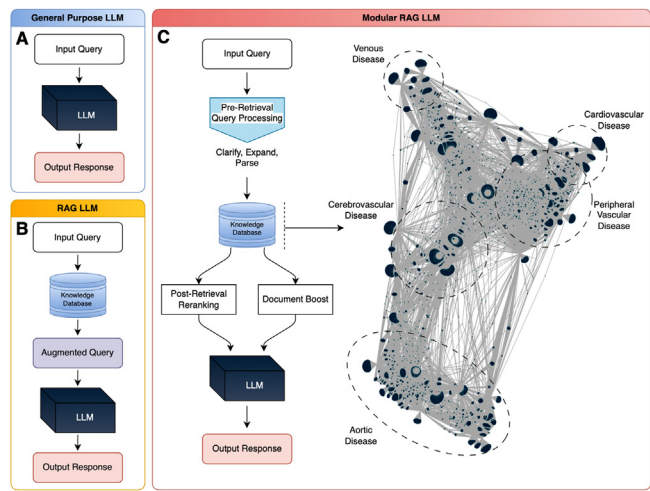 General Purpose LLM
A
Input Query
LLM
Output Response
RAG LLM
B
Input Query
Knowledge
Database
Augmented Query
LLM
Output Response
Modular RAG LLM
C
Input Query
Pre-Retrieval
Query Processing
Clarify, Expand,
Parse
Knowledge
Database
Post-Retrieval
Reranking
Document Boost
LLM
Output Response
Venous
Disease
Cardiovascular
Disease
Cerebrovascular
Disease
Peripheral
Vascular
Disease
Aortic
Disease